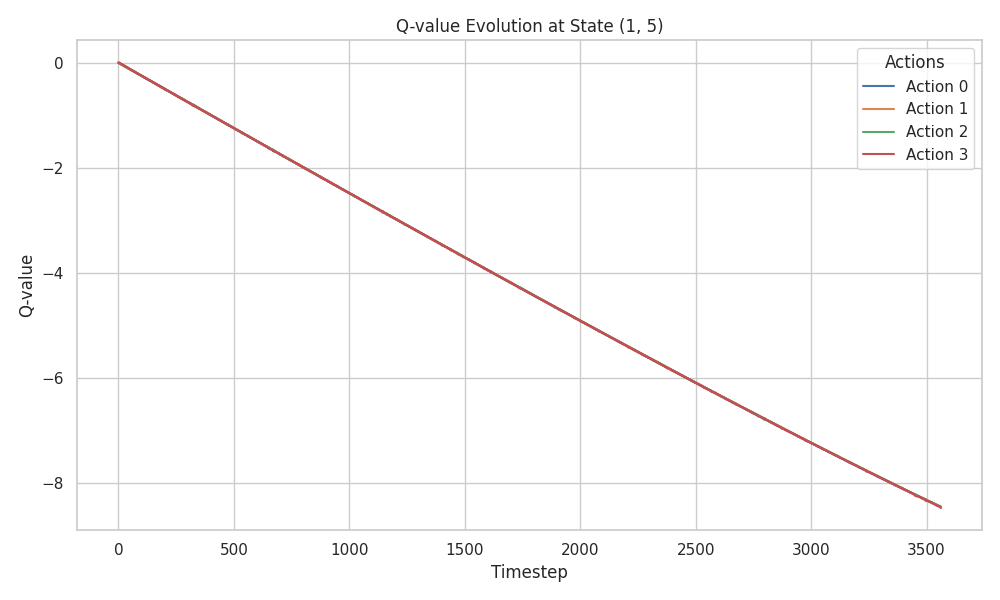 Q-value Evolution at State (1, 5)
Actions
Action 0
Action 1
Action 2
Action 3
Q-value
0
−2
−4
−6
−8
0 500 1000 1500 2000 2500 3000 3500
Timestep